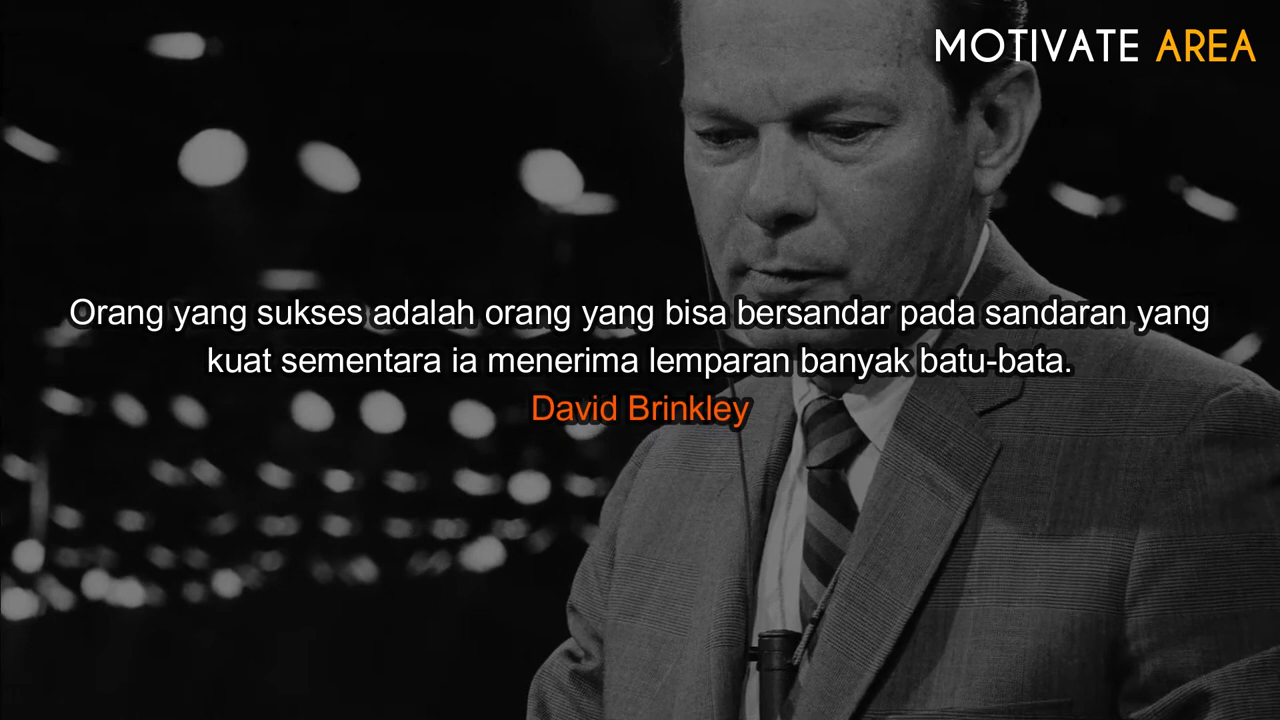 MOTIVATE AREA
Orang yang sukses adalah orang yang bisa bersandar pada sandaran yang
kuat sementara ia menerima lemparan banyak batu-bata.
David Brinkley